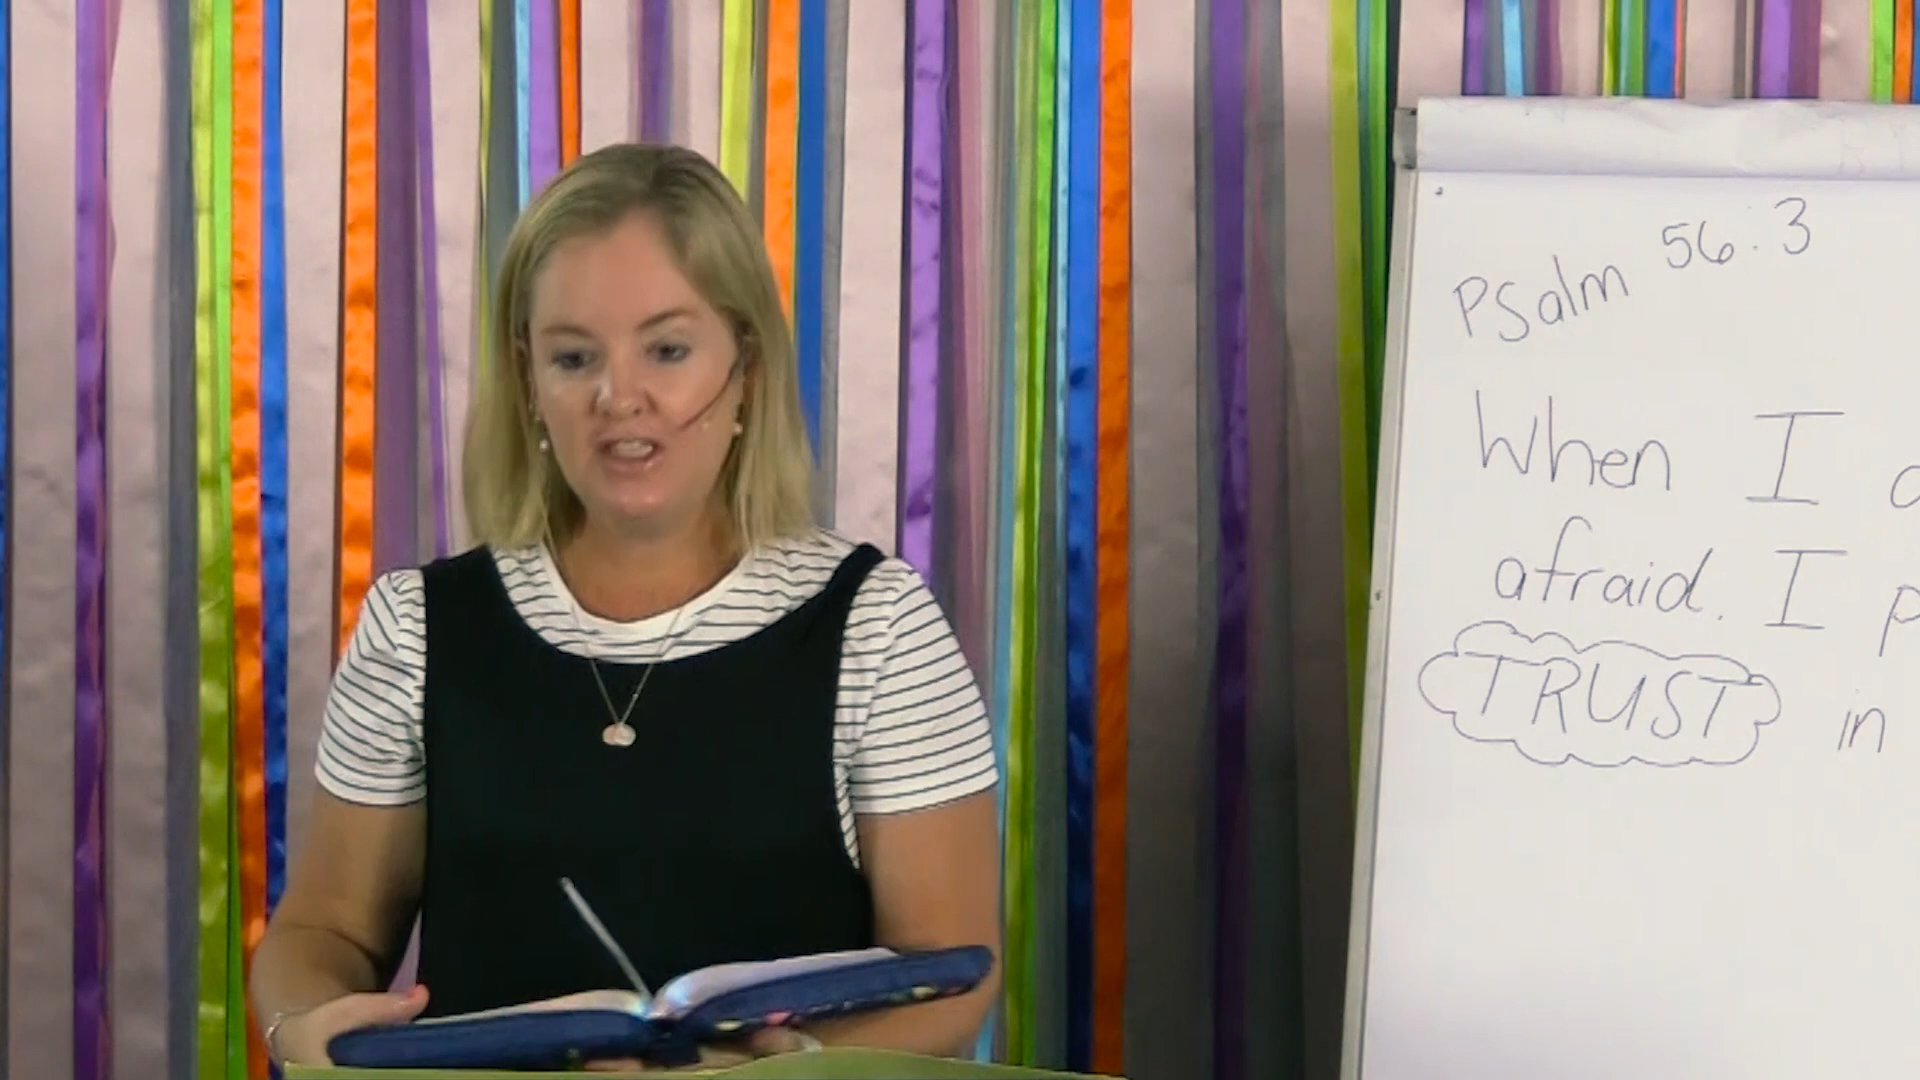 Psalm 56:3
When I a
afraid. I p
TRUST in